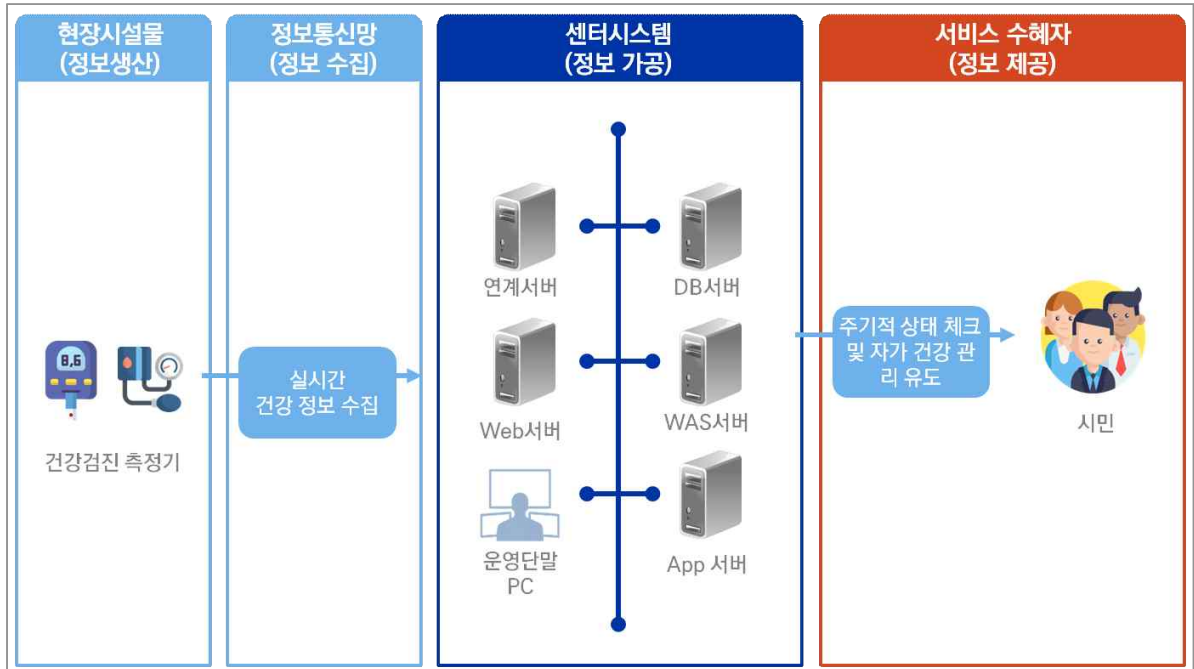 현장시설물
(정보생산)
정보통신망
(정보 수집)
센터시스템
(정보 가공)
서비스 수혜자
(정보 제공)
8,6
건강검진 측정기
실시간
건강 정보 수집
연계서버
DB서버
Web서버
WAS서버
운영단말
PC
App 서버
주기적 상태 체크
및 자가 건강 관
리 유도
시민